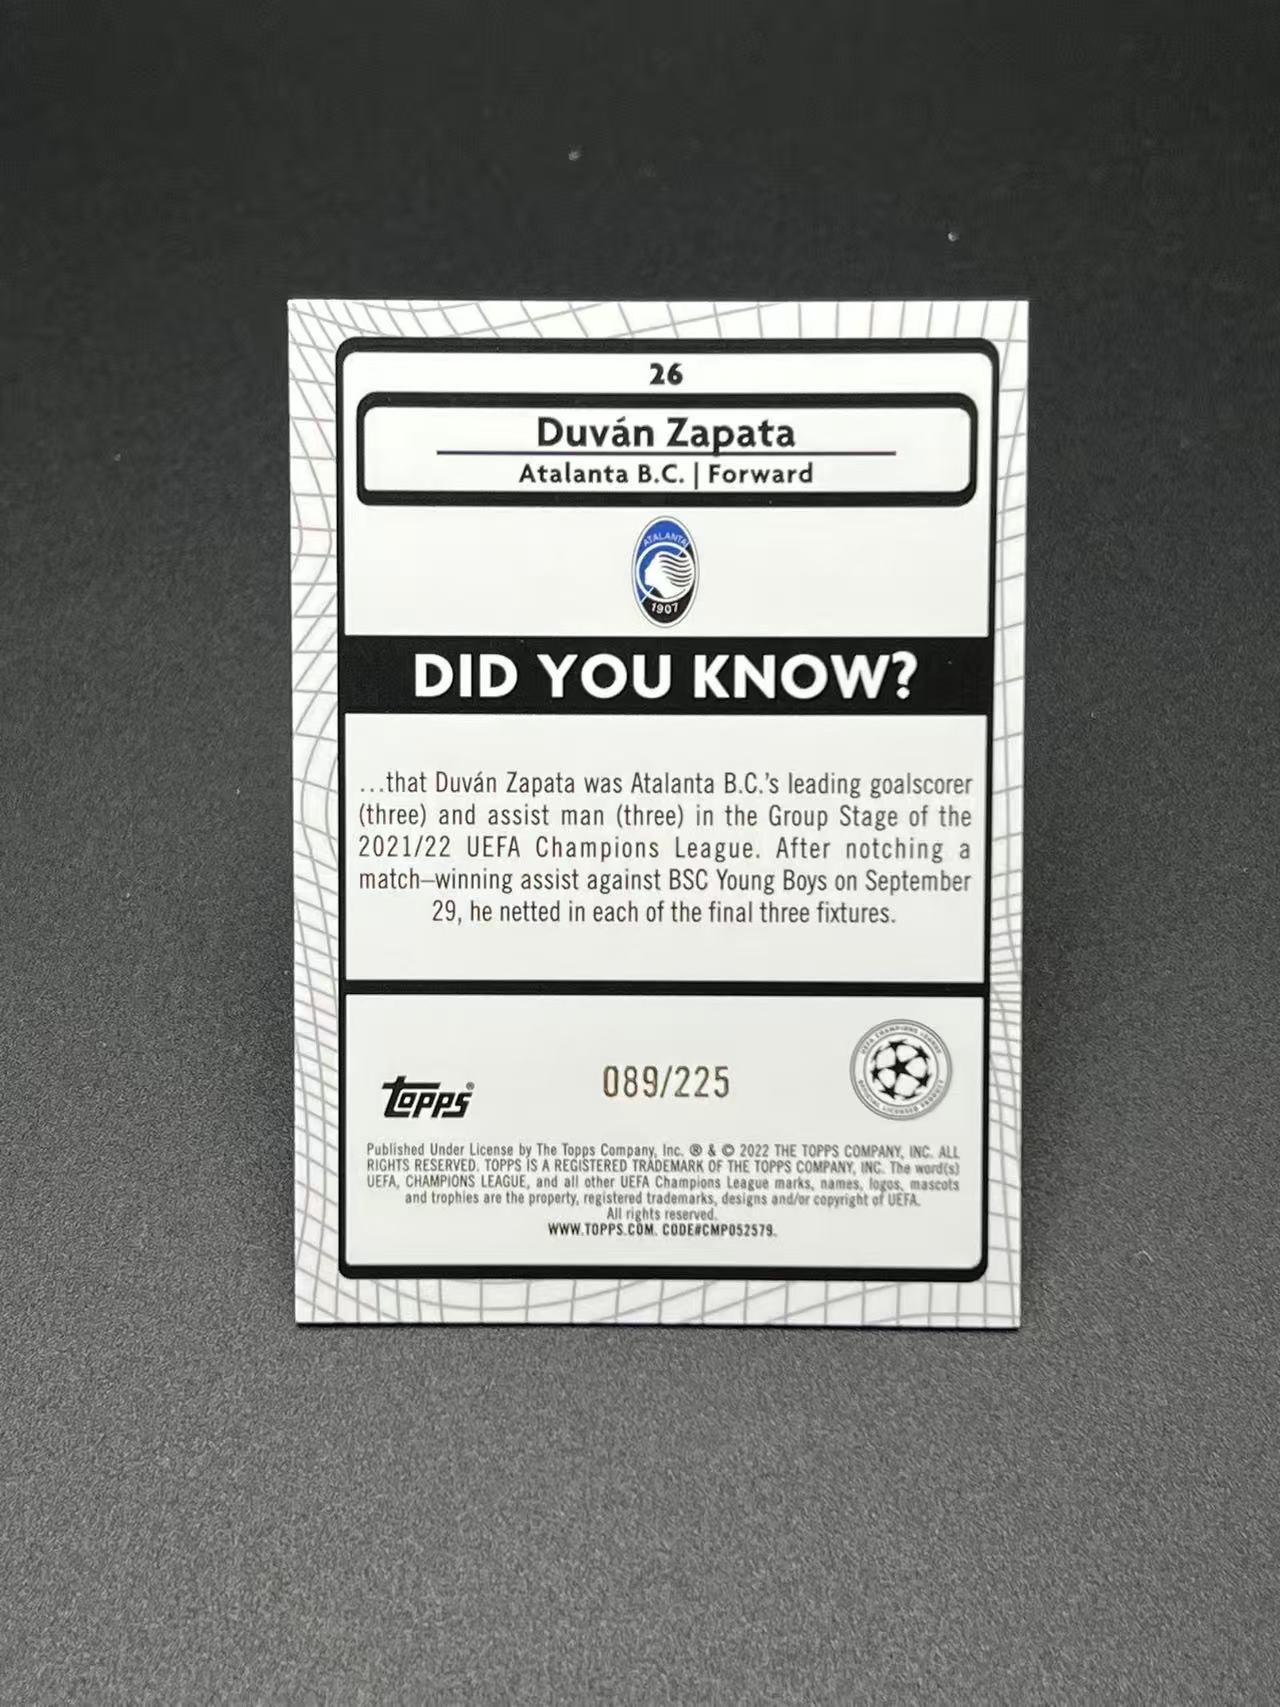 26
Duván Zapata
Atalanta B.C. | Forward
ATALANTA
1907
DID YOU KNOW?
...that Duván Zapata was Atalanta B.C.'s leading goalscorer
(three) and assist man (three) in the Group Stage of the
2021/22 UEFA Champions League. After notching a
match–winning assist against BSC Young Boys on September
29, he netted in each of the final three fixtures.
UEFA CHAMPIONS LEAGUE
OFFICIAL LICENSED PRODUCT
Topps®
089/225
Published Under License by The Topps Company, Inc. ® & © 2022 THE TOPPS COMPANY, INC. ALL
RIGHTS RESERVED. TOPPS IS A REGISTERED TRADEMARK OF THE TOPPS COMPANY, INC. The word(s)
UEFA, CHAMPIONS LEAGUE, and all other UEFA Champions League marks, names, logos, mascots
and trophies are the property, registered trademarks, designs and/or copyright of UEFA.
All rights reserved.
WWW.TOPPS.COM. CODE#CMP052579.